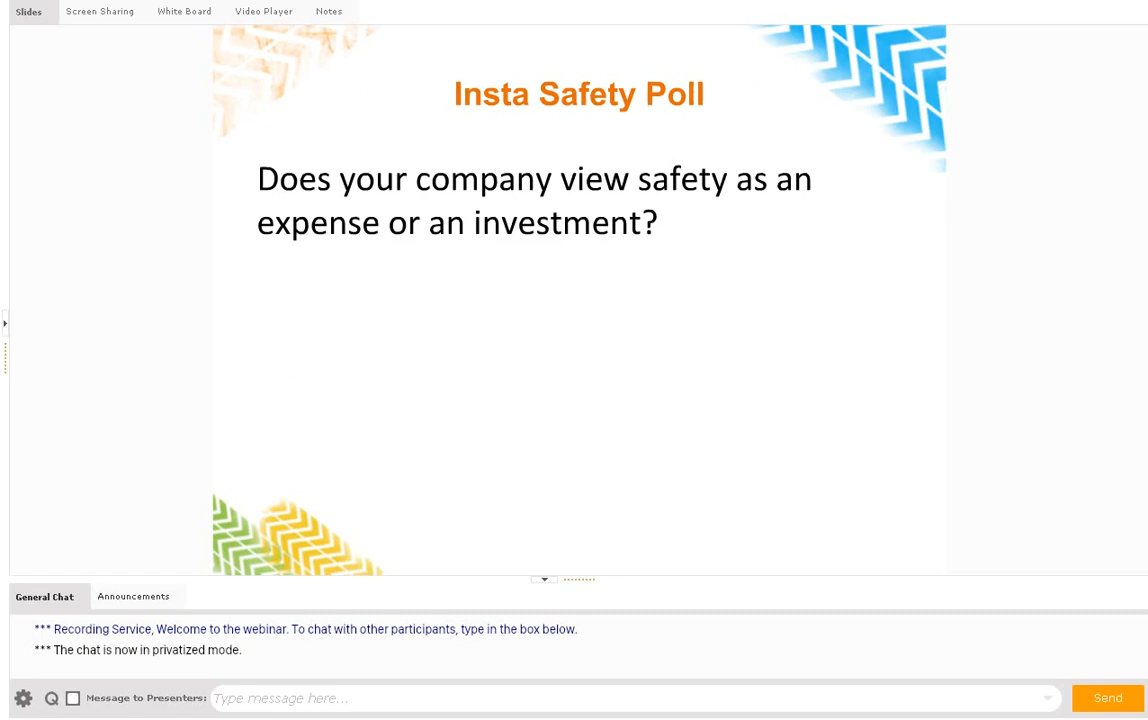 Slides Screen Sharing White Board Video Player Notes
Insta Safety Poll
Does your company view safety as an
expense or an investment?
General Chat Announcements
*** Recording Service, Welcome to the webinar. To chat with other participants, type in the box below.
*** The chat is now in privatized mode.
Q Message to Presenters: Type message here... Send